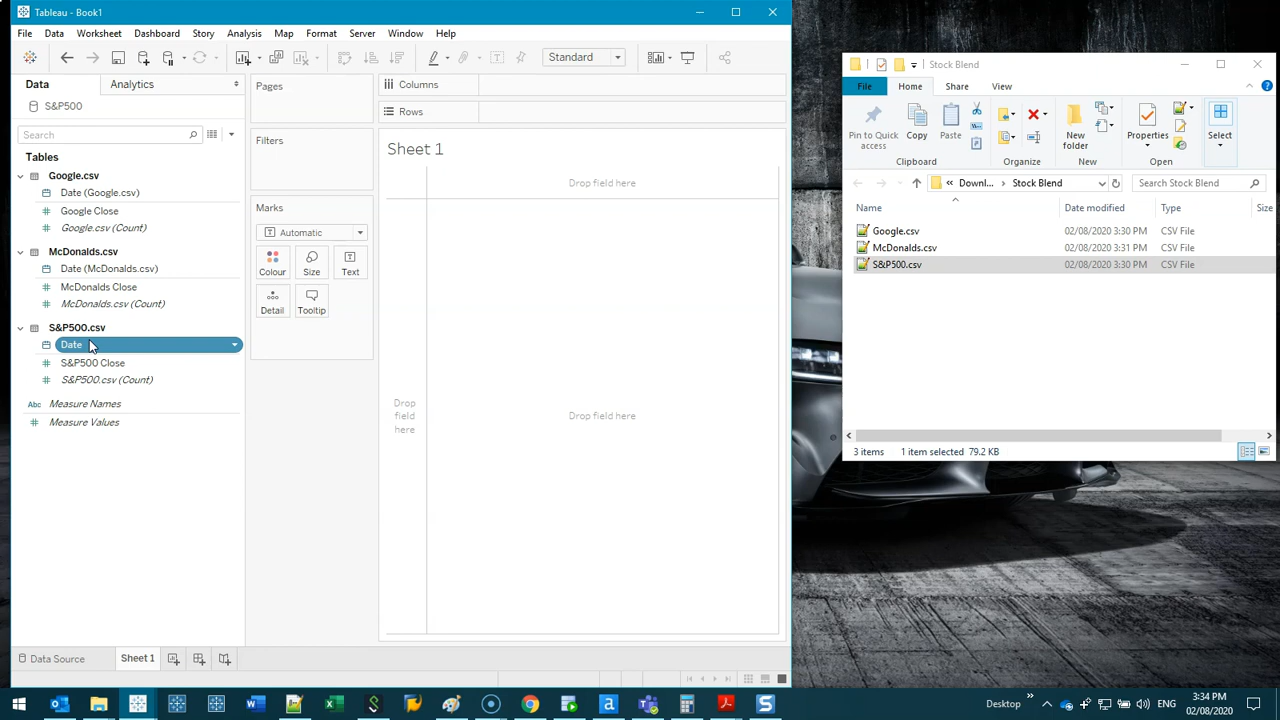 Tableau - Book1
File Data Worksheet Dashboard Story Analysis Map Format Server Window Help
Standard
Data Analytics
S&P500
Search
Tables
Google.csv
Date (Google.csv)
Google Close
Google.csv (Count)
McDonalds.csv
Date (McDonalds.csv)
McDonalds Close
McDonalds.csv (Count)
S&P500.csv
Date
S&P500 Close
S&P500.csv (Count)
Abc Measure Names
Measure Values
Pages
Filters
Marks
Automatic
Colour Size Text
Detail Tooltip
Columns
Rows
Sheet 1
Drop field here
Drop
field
here
Drop field here
Data Source Sheet 1
Stock Blend
File Home Share View
Pin to Quick
access
Copy
Paste
Clipboard
Organize
New
folder
New
Properties
Open
Select
« Downl... Stock Blend
Search Stock Blend
Name Date modified Type Size
Google.csv 02/08/2020 3:30 PM CSV File
McDonalds.csv 02/08/2020 3:31 PM CSV File
S&P500.csv 02/08/2020 3:30 PM CSV File
3 items 1 item selected 79.2 KB
Desktop
ENG
3:34 PM
02/08/2020